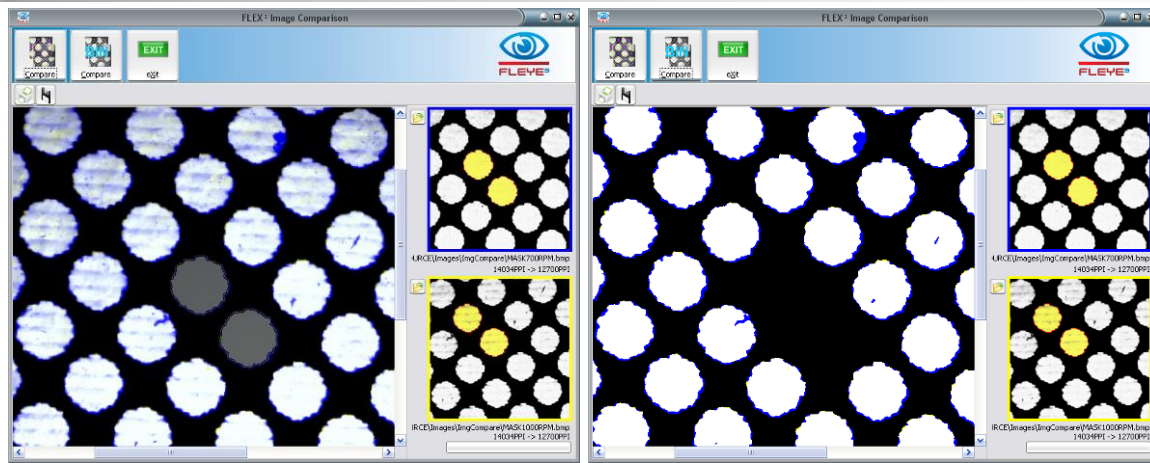 FLEX³ Image Comparison
Compare
Compare
EXIT
eXit
FLEYE³
URCE\Images\ImgCompare\MASK700RPM.bmp
14034PPI -> 12700PPI
IRCE\Images\ImgCompare\MASK1000RPM.bmp
14034PPI -> 12700PPI
FLEX³ Image Comparison
Compare
Compare
EXIT
eXit
FLEYE³
URCE\Images\ImgCompare\MASK700RPM.bmp
14034PPI -> 12700PPI
IRCE\Images\ImgCompare\MASK1000RPM.bmp
14034PPI -> 12700PPI